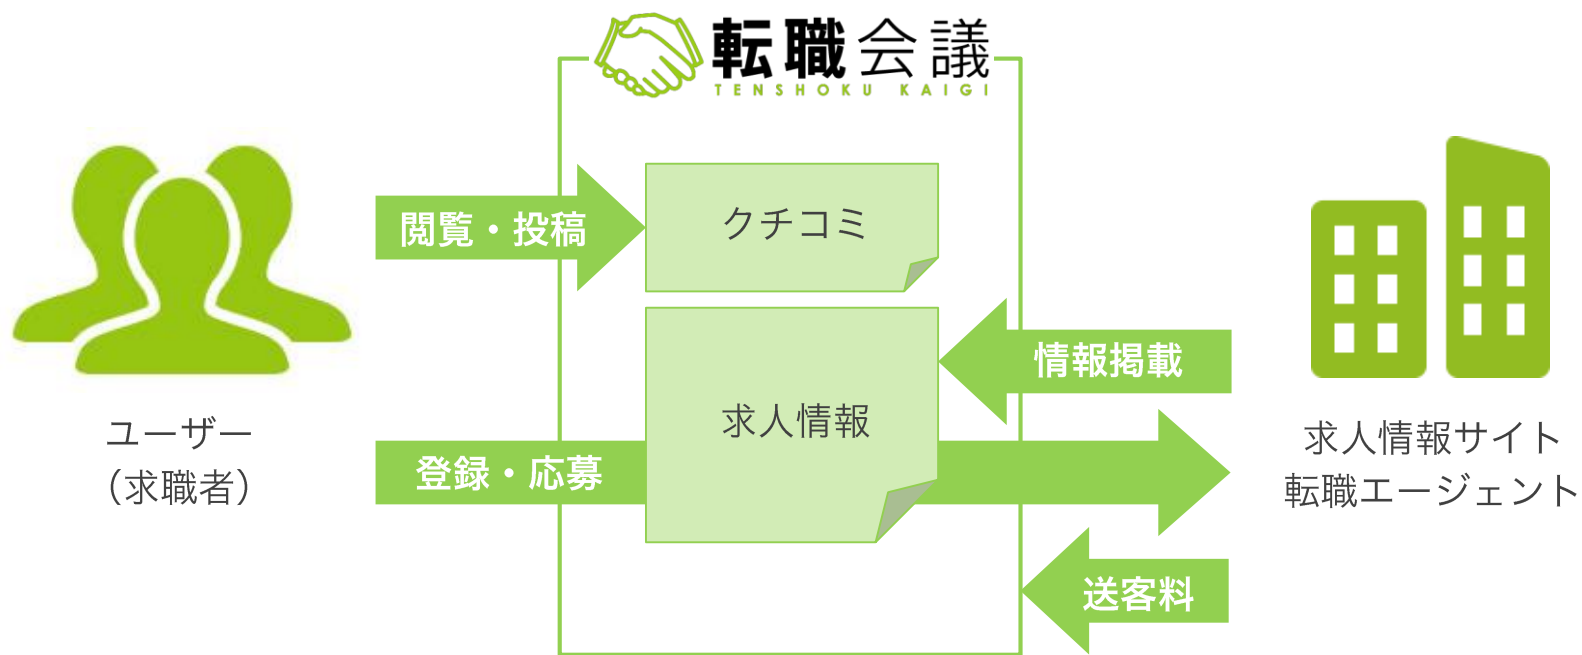 転職会議
TENSHOKU KAIGI
閲覧・投稿
クチコミ
情報掲載
求人情報
ユーザー
（求職者）
登録・応募
求人情報サイト
転職エージェント
送客料